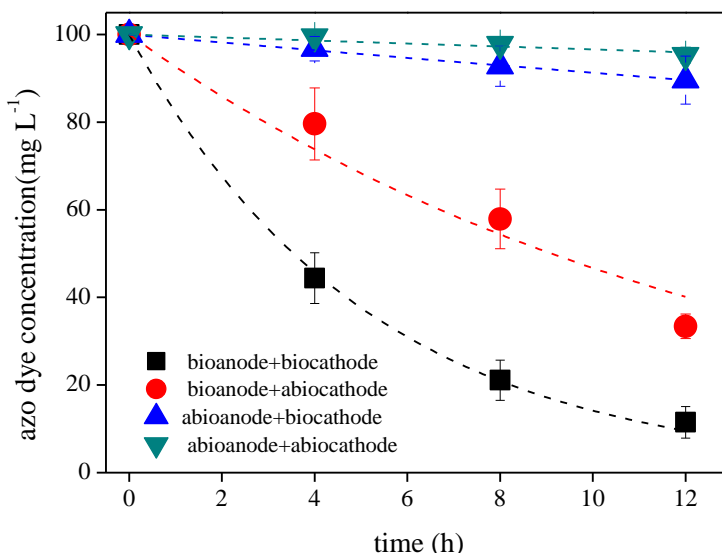 azo dye concentration(mg L⁻¹)
100
80
60
40
20
0
bioanode+biocathode
bioanode+abiocathode
abioanode+biocathode
abioanode+abiocathode
0 2 4 6 8 10 12
time (h)